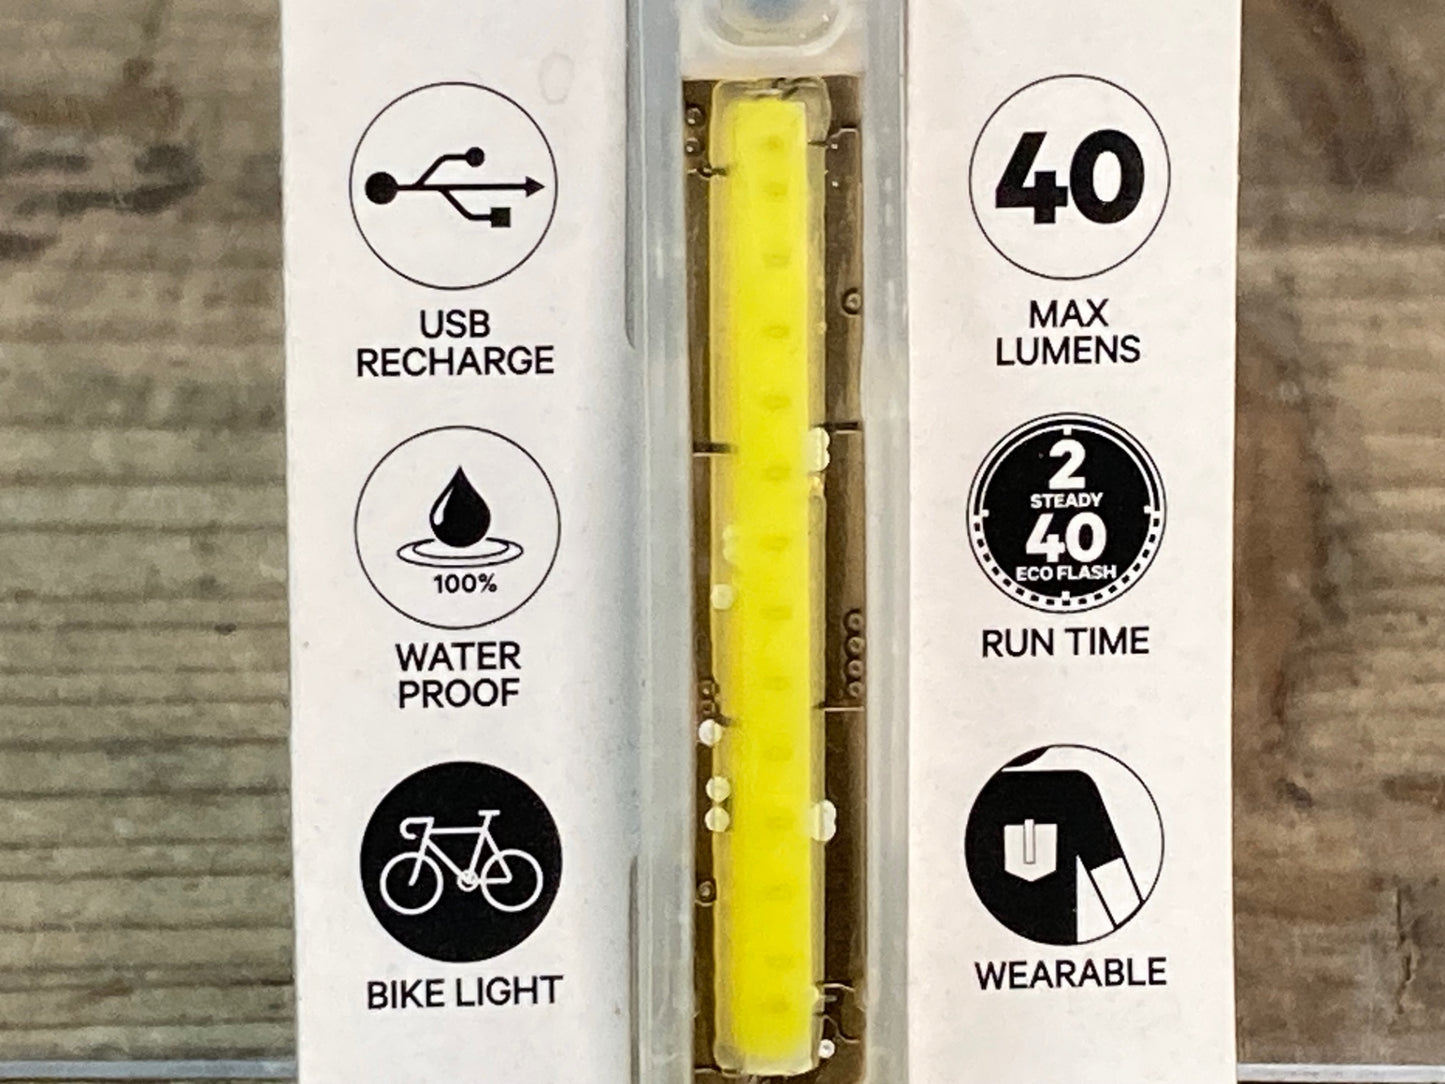 USB
RECHARGE
100%
WATER
PROOF
BIKE LIGHT
40
MAX
LUMENS
2
STEADY
40
ECO FLASH
RUN TIME
WEARABLE